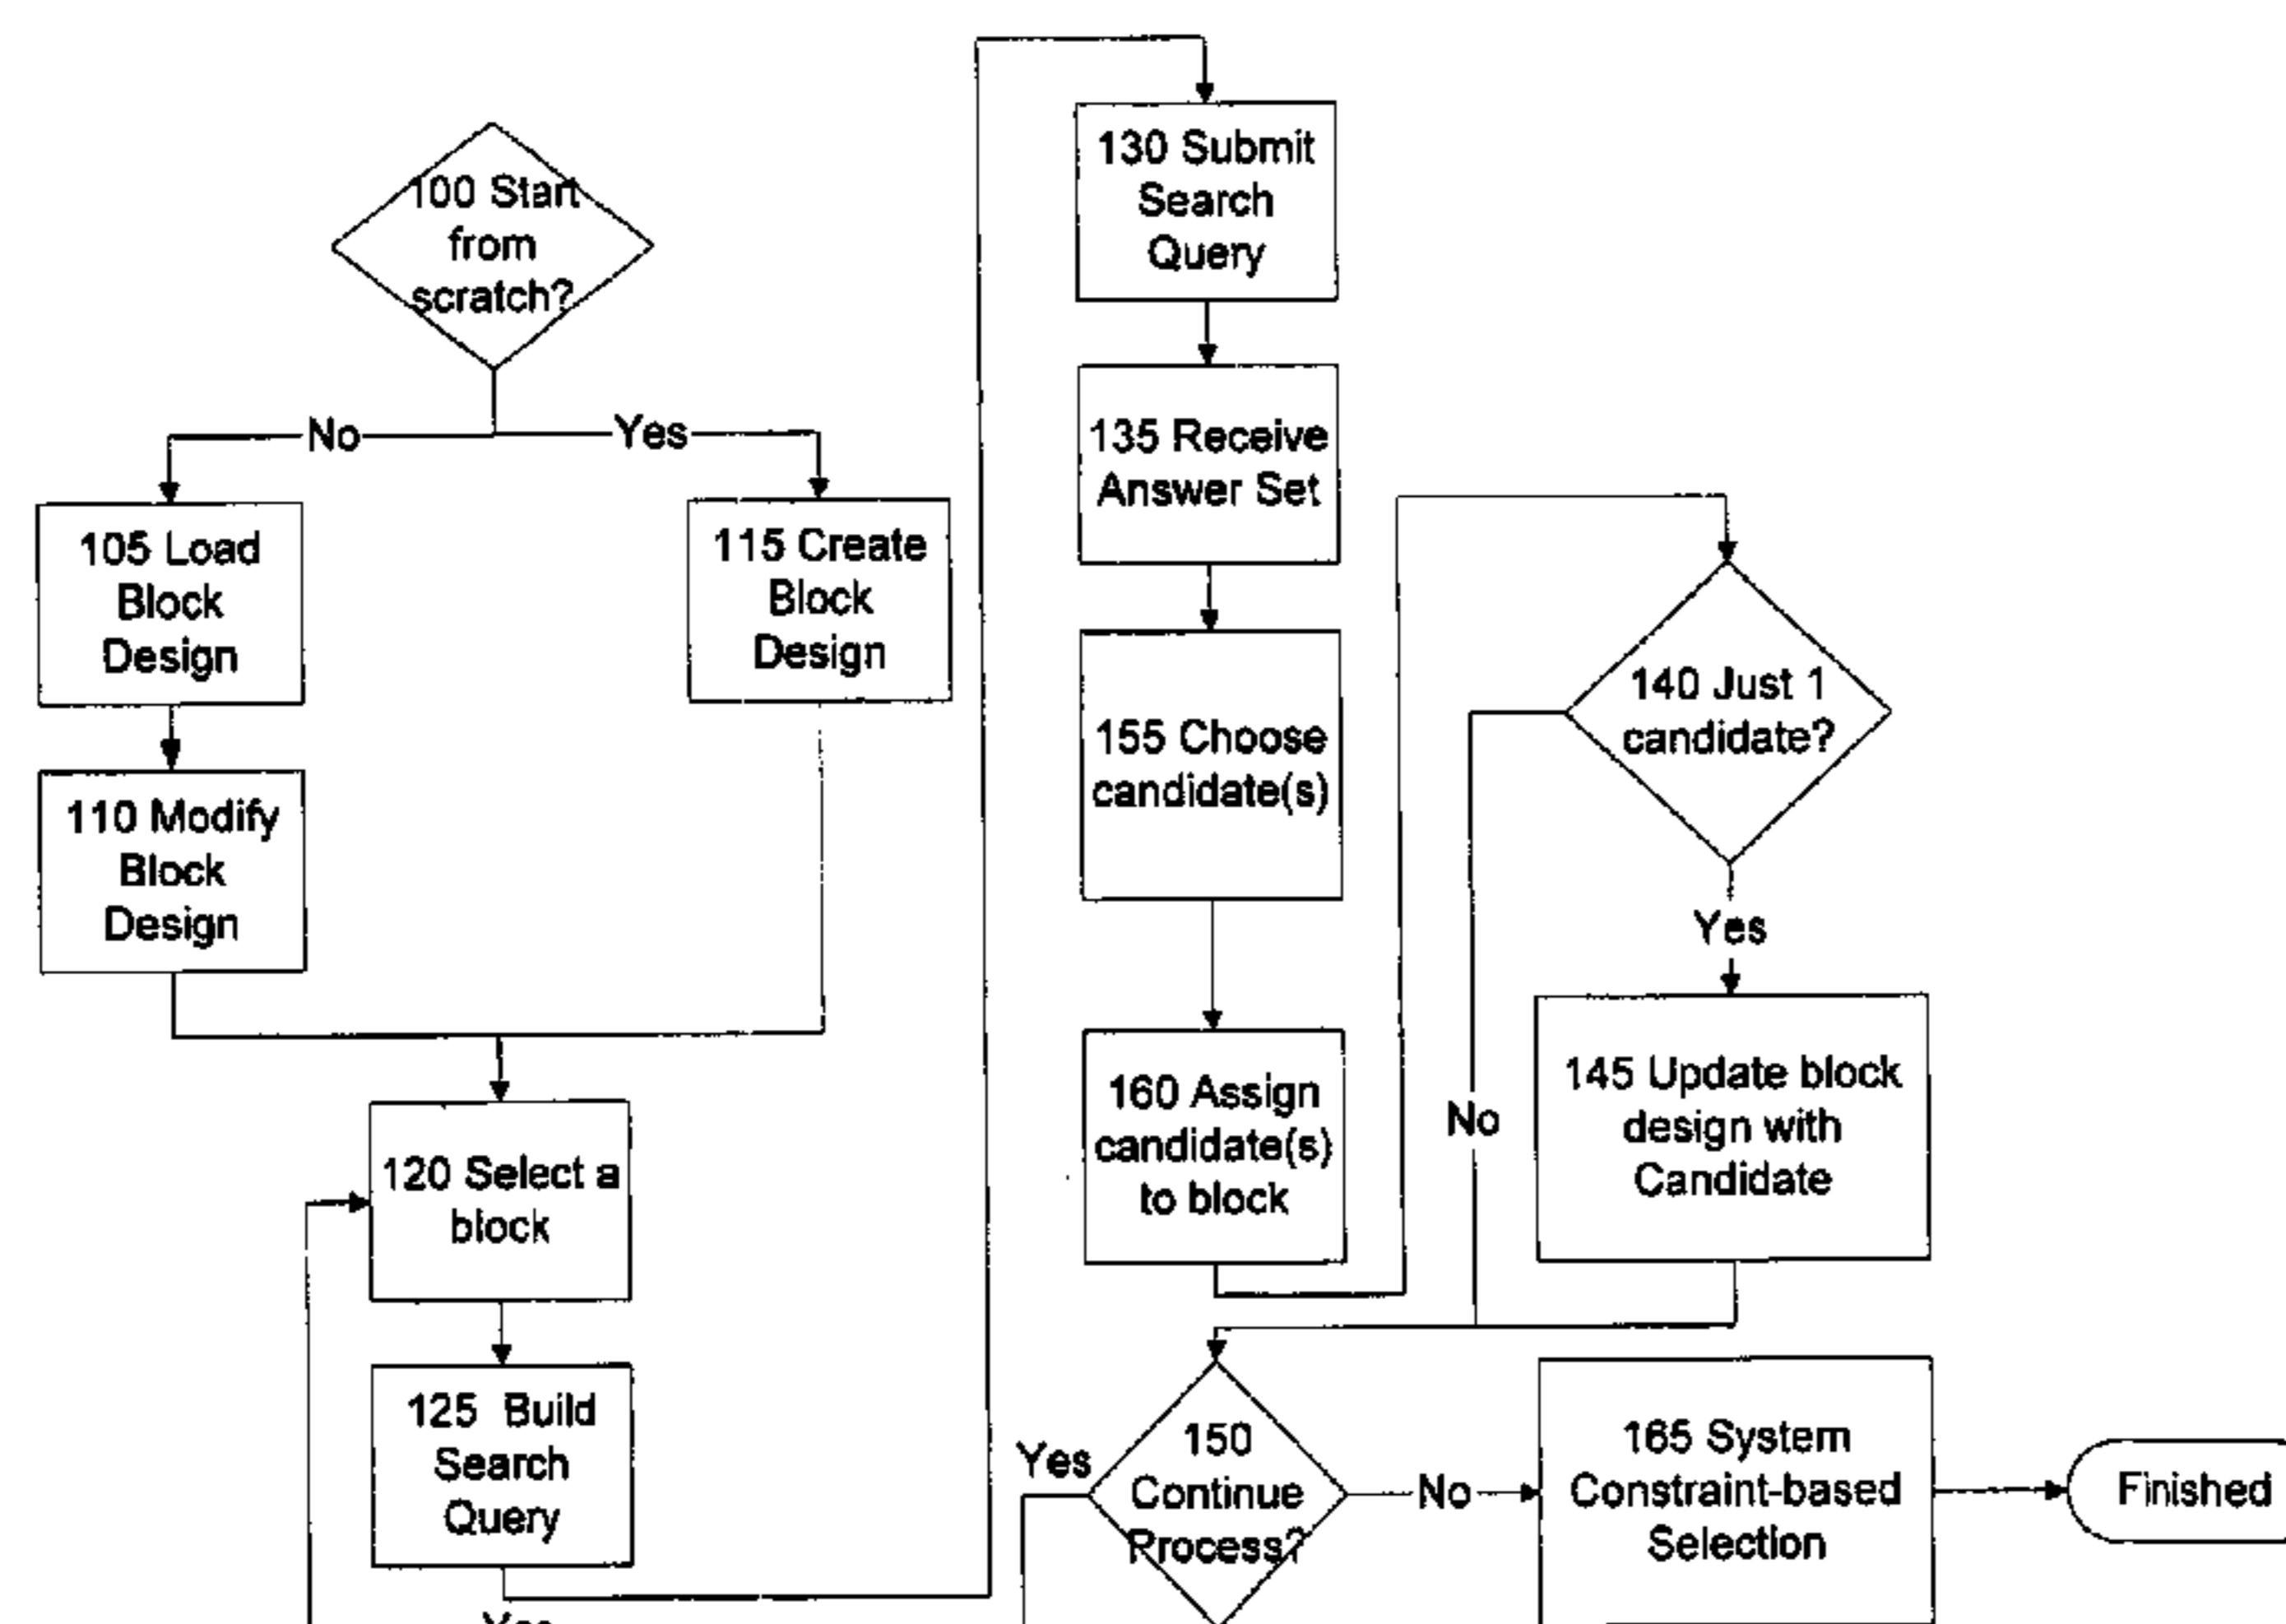 100 Start
from
scratch?
No
Yes
105 Load
Block
Design
115 Create
Block
Design
110 Modify
Block
Design
120 Select a
block
125 Build
Search
Query
130 Submit
Search
Query
135 Receive
Answer Set
155 Choose
candidate(s)
160 Assign
candidate(s)
to block
140 Just 1
candidate?
Yes
No
145 Update block
design with
Candidate
150
Continue
Process?
Yes
No
165 System
Constraint-based
Selection
Finished